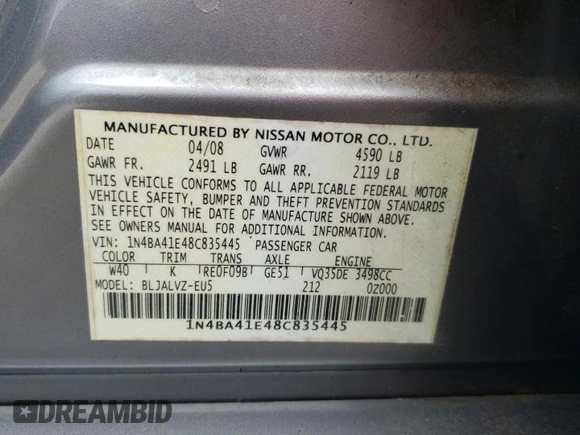 MANUFACTURED BY NISSAN MOTOR CO., LTD.
DATE 04/08 GVWR 4590 LB
GAWR FR. 2491 LB GAWR RR. 2119 LB
THIS VEHICLE CONFORMS TO ALL APPLICABLE FEDERAL MOTOR
VEHICLE SAFETY, BUMPER AND THEFT PREVENTION STANDARDS
IN EFFECT ON THE DATE OF MANUFACTURE SHOWN ABOVE.
SEE OWNERS MANUAL FOR ADDITIONAL INFORMATION.
VIN: 1N4BA41E48C835445 PASSENGER CAR
COLOR TRIM TRANS AXLE ENGINE
W40 K RE0F09B GE51 VQ35DE 3498CC
MODEL: BLJALVZ-EU5 212 0Z000
1N4BA41E48C835445
DREAMBID